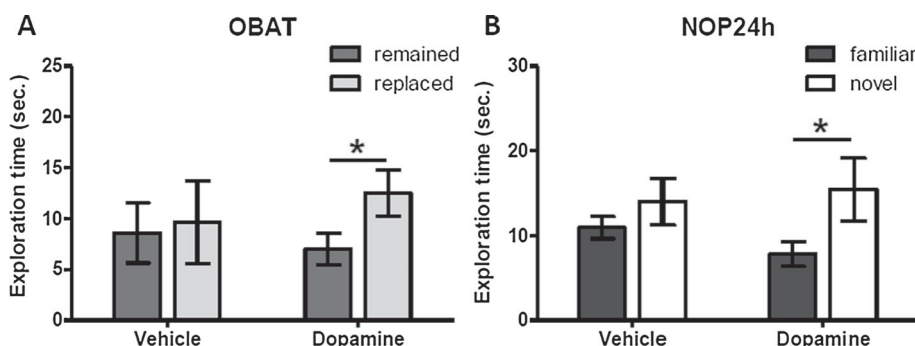 A
OBAT
remained
replaced
Exploration time (sec.)
25
20
15
10
5
0
*
Vehicle
Dopamine
B
NOP24h
familiar
novel
Exploration time (sec.)
30
20
10
0
*
Vehicle
Dopamine